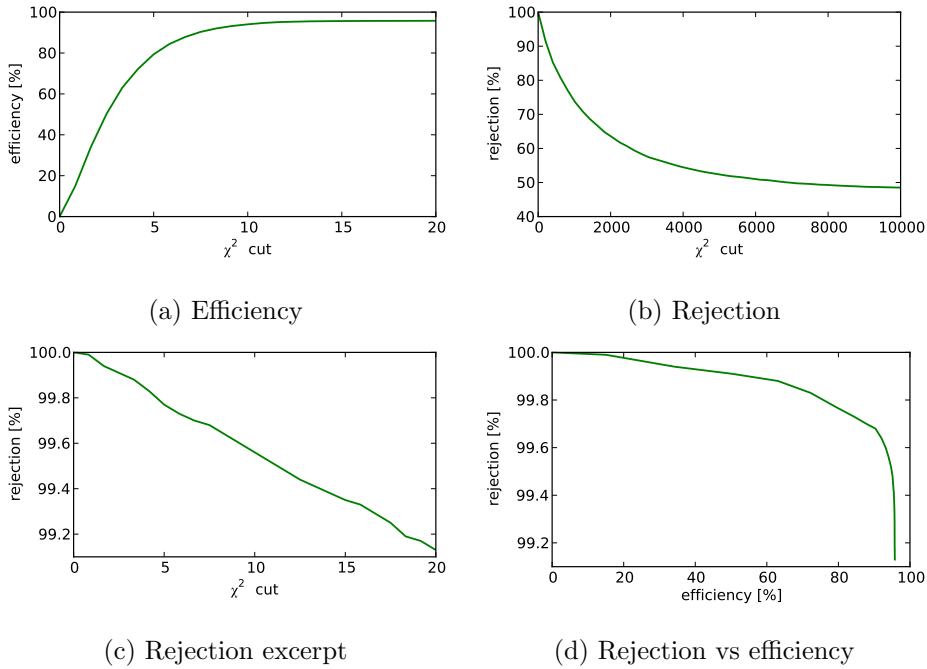 100
80
60
40
20
0
efficiency [%]
0 5 10 15 20
χ² cut
(a) Efficiency
100
90
80
70
60
50
40
rejection [%]
0 2000 4000 6000 8000 10000
χ² cut
(b) Rejection
100.0
99.8
99.6
99.4
99.2
rejection [%]
0 5 10 15 20
χ² cut
(c) Rejection excerpt
100.0
99.8
99.6
99.4
99.2
rejection [%]
0 20 40 60 80 100
efficiency [%]
(d) Rejection vs efficiency